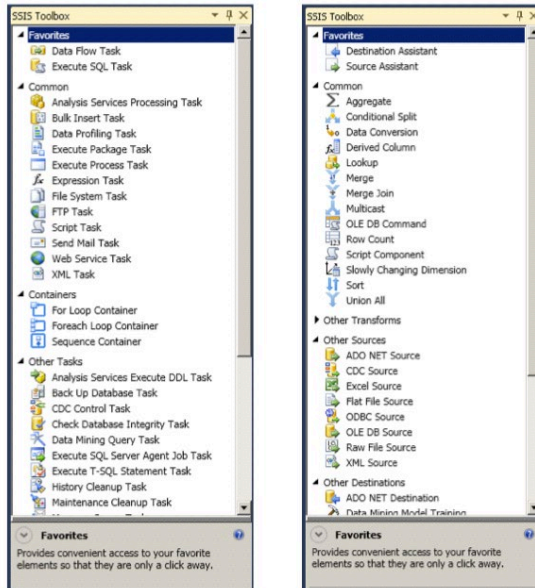 SSIS Toolbox
Favorites
Data Flow Task
Execute SQL Task
Common
Analysis Services Processing Task
Bulk Insert Task
Data Profiling Task
Execute Package Task
Execute Process Task
Expression Task
File System Task
FTP Task
Script Task
Send Mail Task
Web Service Task
XML Task
Containers
For Loop Container
Foreach Loop Container
Sequence Container
Other Tasks
Analysis Services Execute DDL Task
Back Up Database Task
CDC Control Task
Check Database Integrity Task
Data Mining Query Task
Execute SQL Server Agent Job Task
Execute T-SQL Statement Task
History Cleanup Task
Maintenance Cleanup Task
Favorites
Provides convenient access to your favorite
elements so that they are only a click away.
SSIS Toolbox
Favorites
Destination Assistant
Source Assistant
Common
Aggregate
Conditional Split
Data Conversion
Derived Column
Lookup
Merge
Merge Join
Multicast
OLE DB Command
Row Count
Script Component
Slowly Changing Dimension
Sort
Union All
Other Transforms
Other Sources
ADO NET Source
CDC Source
Excel Source
Flat File Source
ODBC Source
OLE DB Source
Raw File Source
XML Source
Other Destinations
ADO NET Destination
Data Mining Model Training
Favorites
Provides convenient access to your favorite
elements so that they are only a click away.